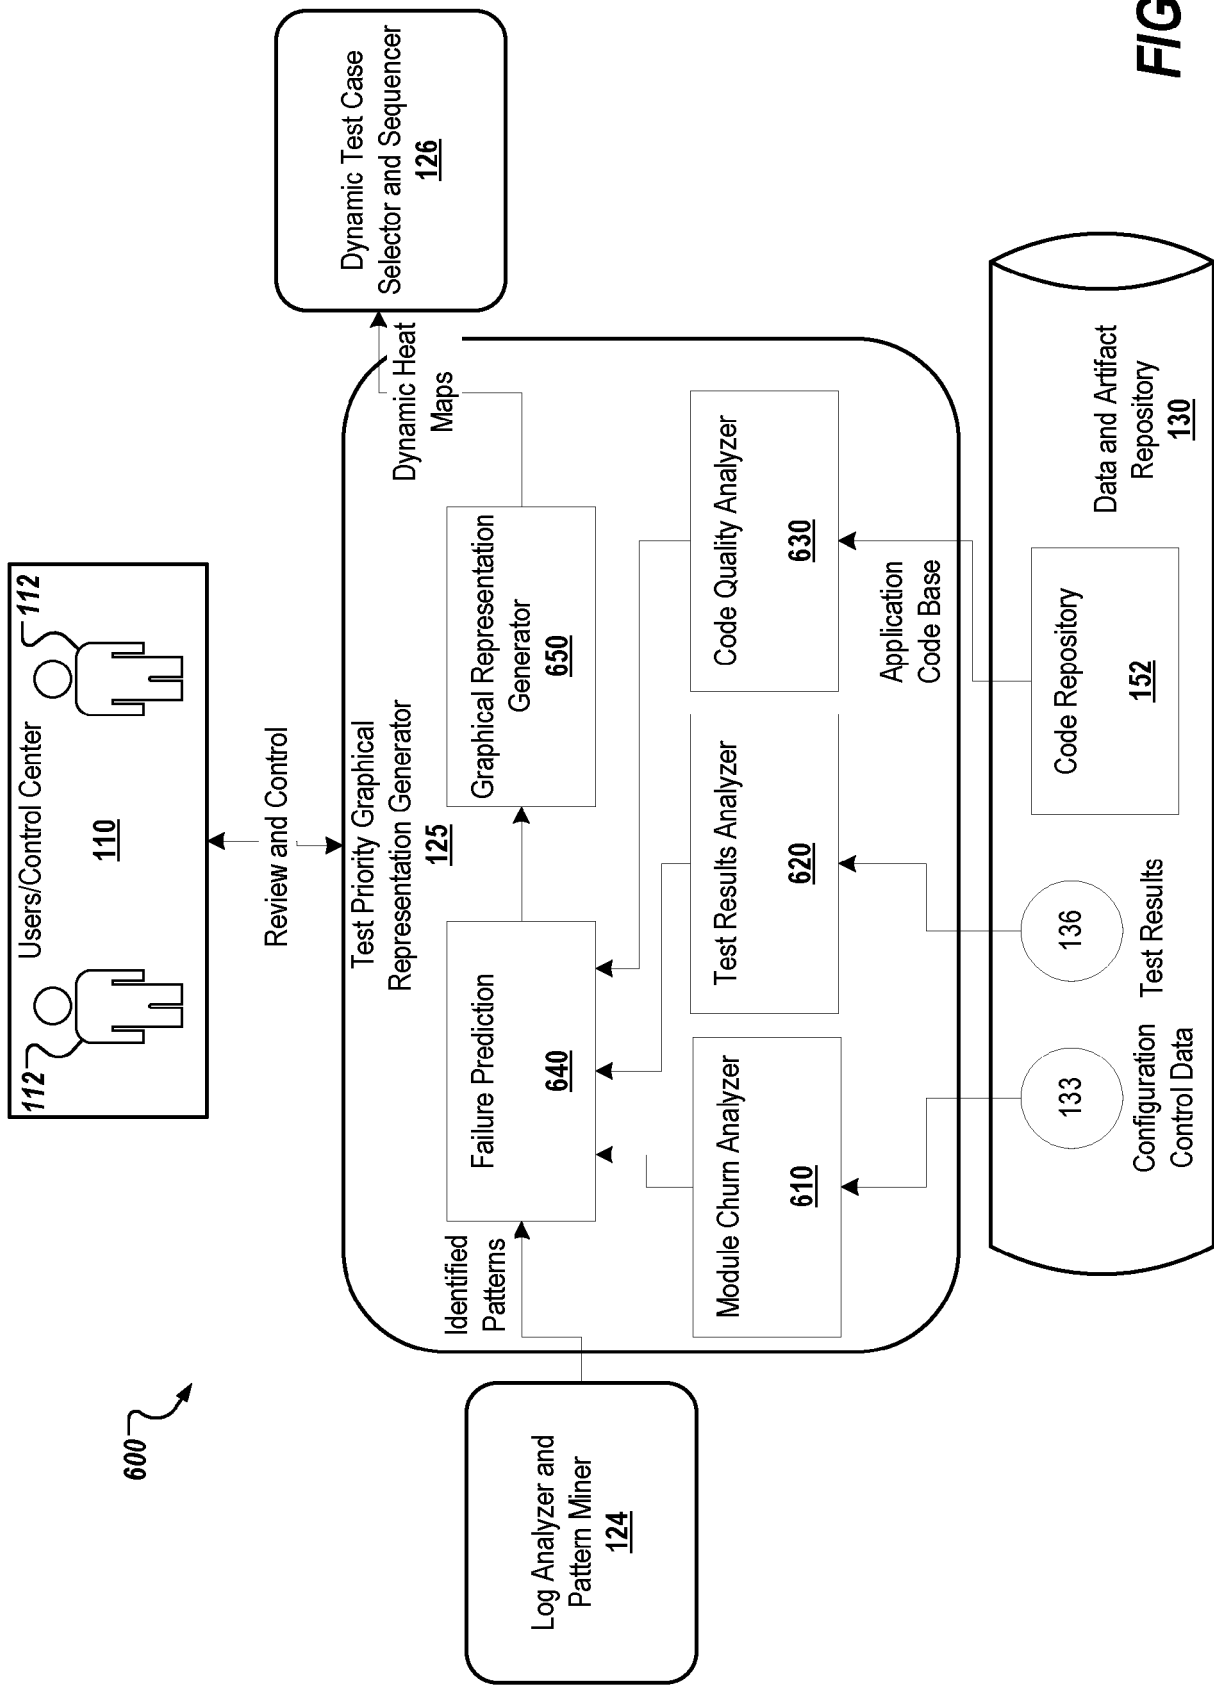 600
Users/Control Center
112
112
110
Review and Control
Test Priority Graphical
Representation Generator
125
Log Analyzer and
Pattern Miner
124
Identified
Patterns
Failure Prediction
640
Graphical Representation
Generator
650
Dynamic Heat
Maps
Dynamic Test Case
Selector and Sequencer
126
Module Churn Analyzer
610
Test Results Analyzer
620
Code Quality Analyzer
630
Application
Code Base
133
Configuration
Control Data
136
Test Results
Code Repository
152
Data and Artifact
Repository
130
FIG